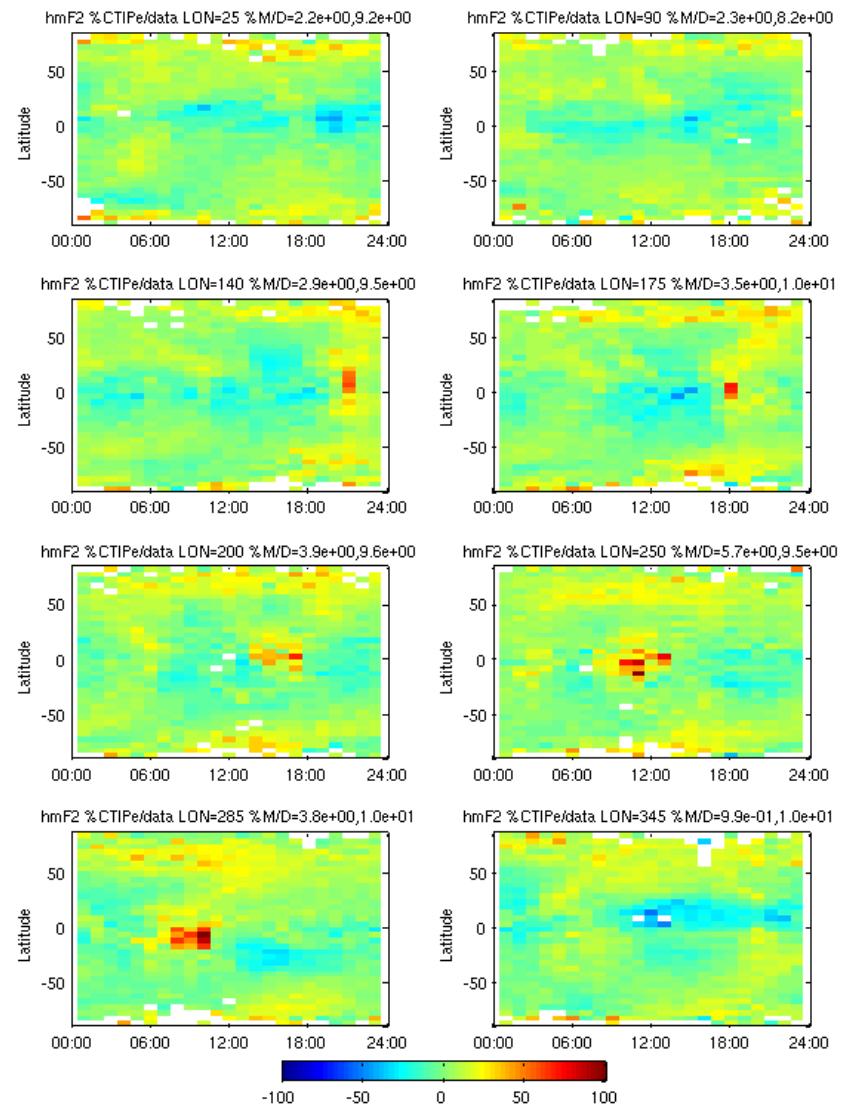 hmF2 %CTIPe/data LON=25 %M/D=2.2e+00,9.2e+00
50
0
-50
Latitude
00:00 06:00 12:00 18:00 24:00
hmF2 %CTIPe/data LON=90 %M/D=2.3e+00,8.2e+00
50
0
-50
Latitude
00:00 06:00 12:00 18:00 24:00
hmF2 %CTIPe/data LON=140 %M/D=2.9e+00,9.5e+00
50
0
-50
Latitude
00:00 06:00 12:00 18:00 24:00
hmF2 %CTIPe/data LON=175 %M/D=3.5e+00,1.0e+01
50
0
-50
Latitude
00:00 06:00 12:00 18:00 24:00
hmF2 %CTIPe/data LON=200 %M/D=3.9e+00,9.6e+00
50
0
-50
Latitude
00:00 06:00 12:00 18:00 24:00
hmF2 %CTIPe/data LON=250 %M/D=5.7e+00,9.5e+00
50
0
-50
Latitude
00:00 06:00 12:00 18:00 24:00
hmF2 %CTIPe/data LON=285 %M/D=3.8e+00,1.0e+01
50
0
-50
Latitude
00:00 06:00 12:00 18:00 24:00
hmF2 %CTIPe/data LON=345 %M/D=9.9e-01,1.0e+01
50
0
-50
Latitude
00:00 06:00 12:00 18:00 24:00
-100 -50 0 50 100